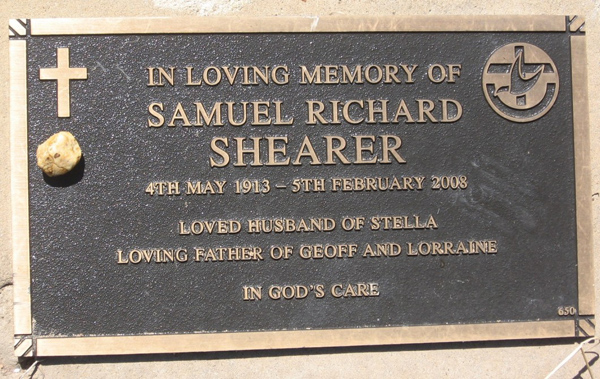 IN LOVING MEMORY OF
SAMUEL RICHARD
SHEARER
4TH MAY 1913 – 5TH FEBRUARY 2008
LOVED HUSBAND OF STELLA
LOVING FATHER OF GEOFF AND LORRAINE
IN GOD'S CARE
850